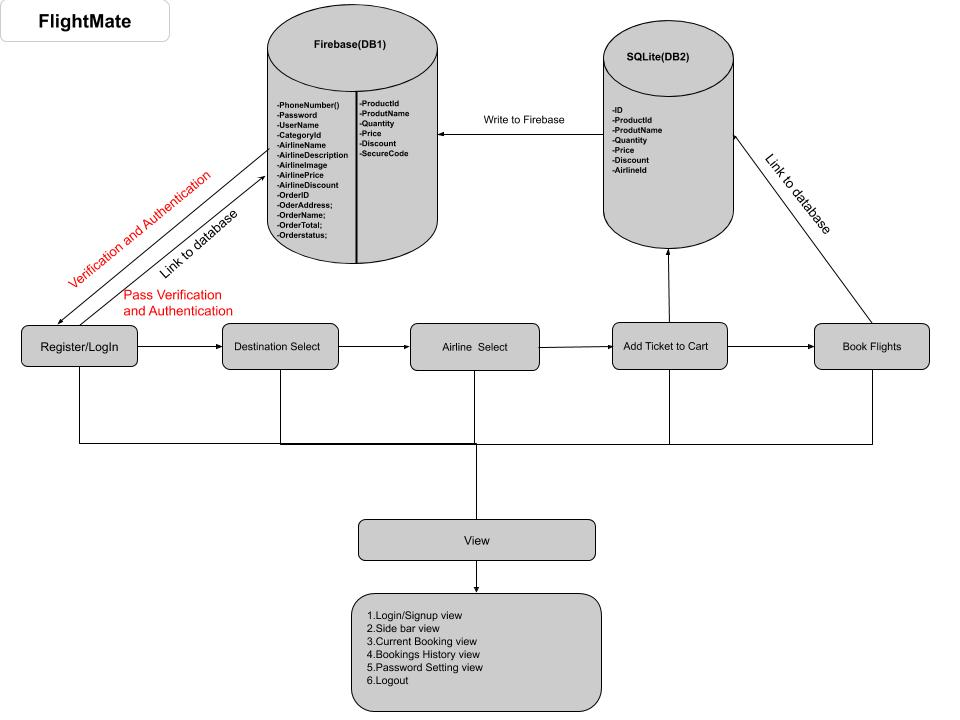 FlightMate
Firebase(DB1)
-PhoneNumber()
-Password
-UserName
-CategoryId
-AirlineName
-AirlineDescription
-AirlineImage
-AirlinePrice
-AirlineDiscount
-OrderID
-OderAddress;
-OrderName;
-OrderTotal;
-Orderstatus;
-ProductId
-ProdutName
-Quantity
-Price
-Discount
-SecureCode
Write to Firebase
SQLite(DB2)
-ID
-ProductId
-ProdutName
-Quantity
-Price
-Discount
-AirlineId
Link to database
Verification and Authentication
Link to database
Pass Verification
and Authentication
Register/LogIn
Destination Select
Airline Select
Add Ticket to Cart
Book Flights
View
1.Login/Signup view
2.Side bar view
3.Current Booking view
4.Bookings History view
5.Password Setting view
6.Logout